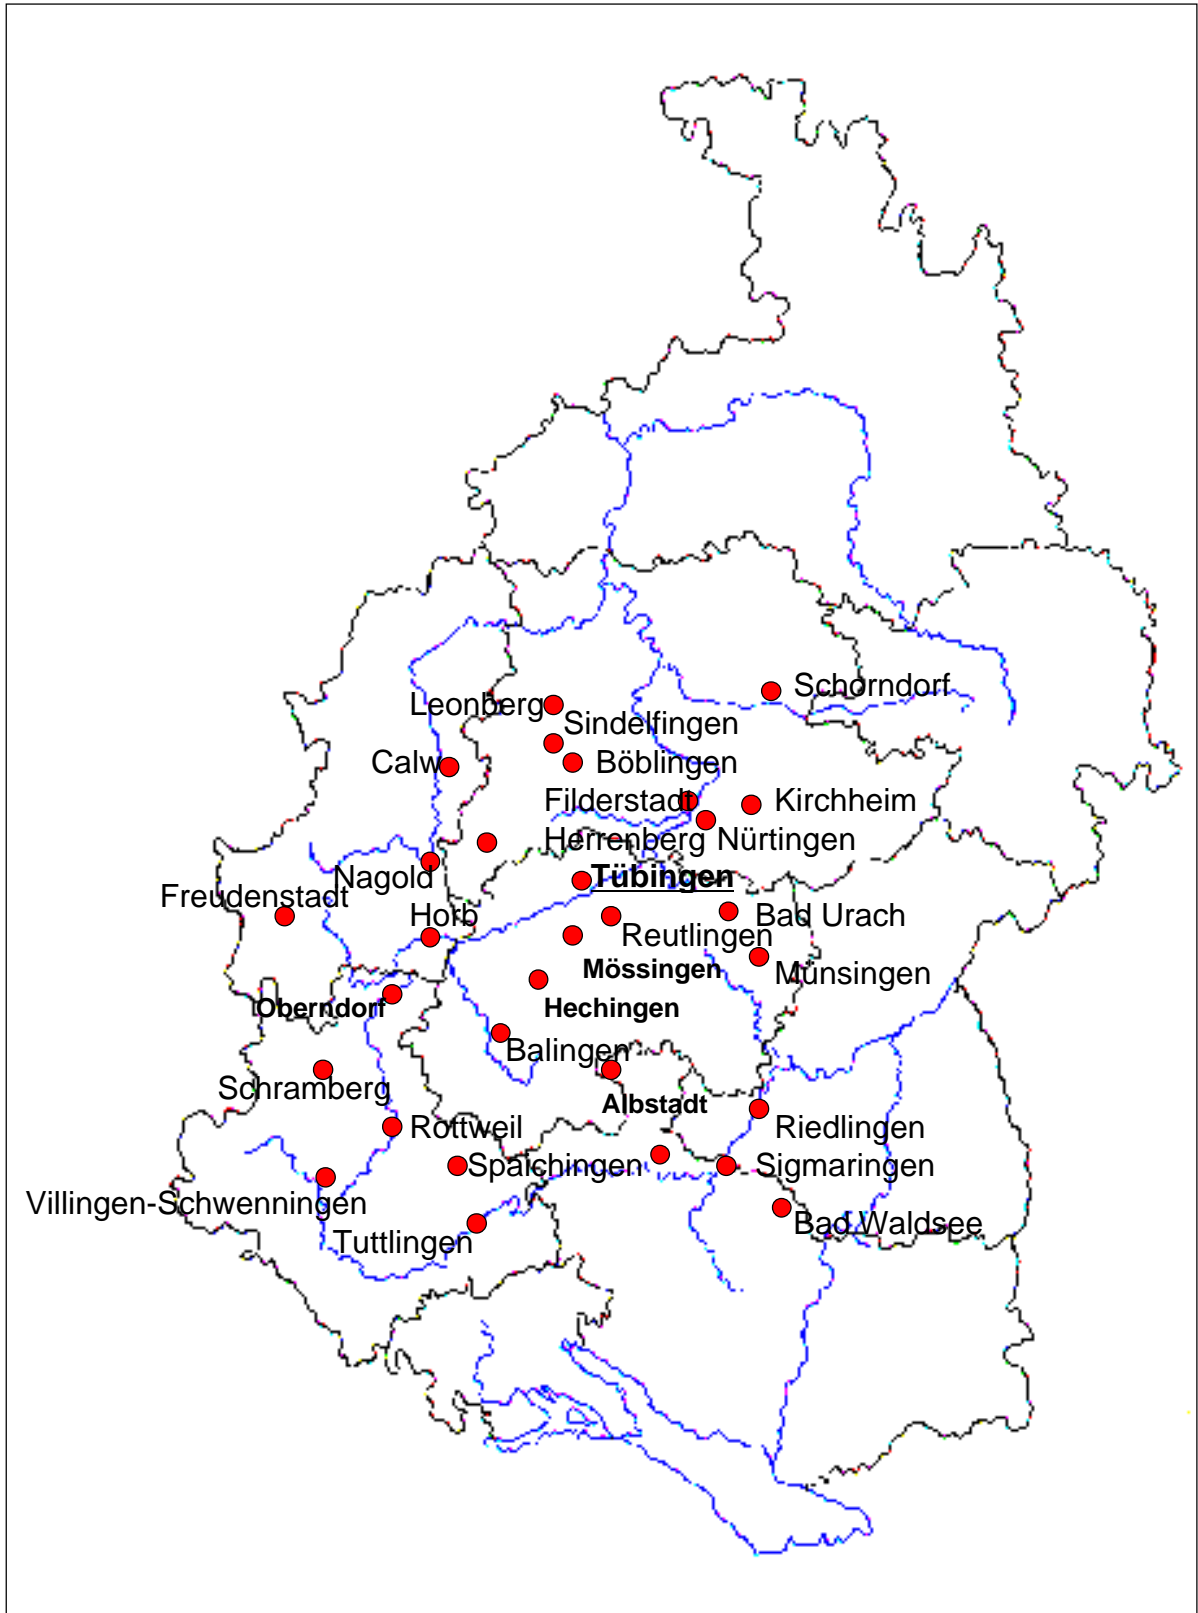 Schorndorf
Leonberg
Sindelfingen
Calw
Böblingen
Filderstadt
Kirchheim
Herrenberg
Nürtingen
Nagold
Tübingen
Freudenstadt
Horb
Bad Urach
Reutlingen
Mössingen
Münsingen
Oberndorf
Hechingen
Balingen
Schramberg
Albstadt
Rottweil
Riedlingen
Spaichingen
Sigmaringen
Villingen-Schwenningen
Bad Waldsee
Tuttlingen